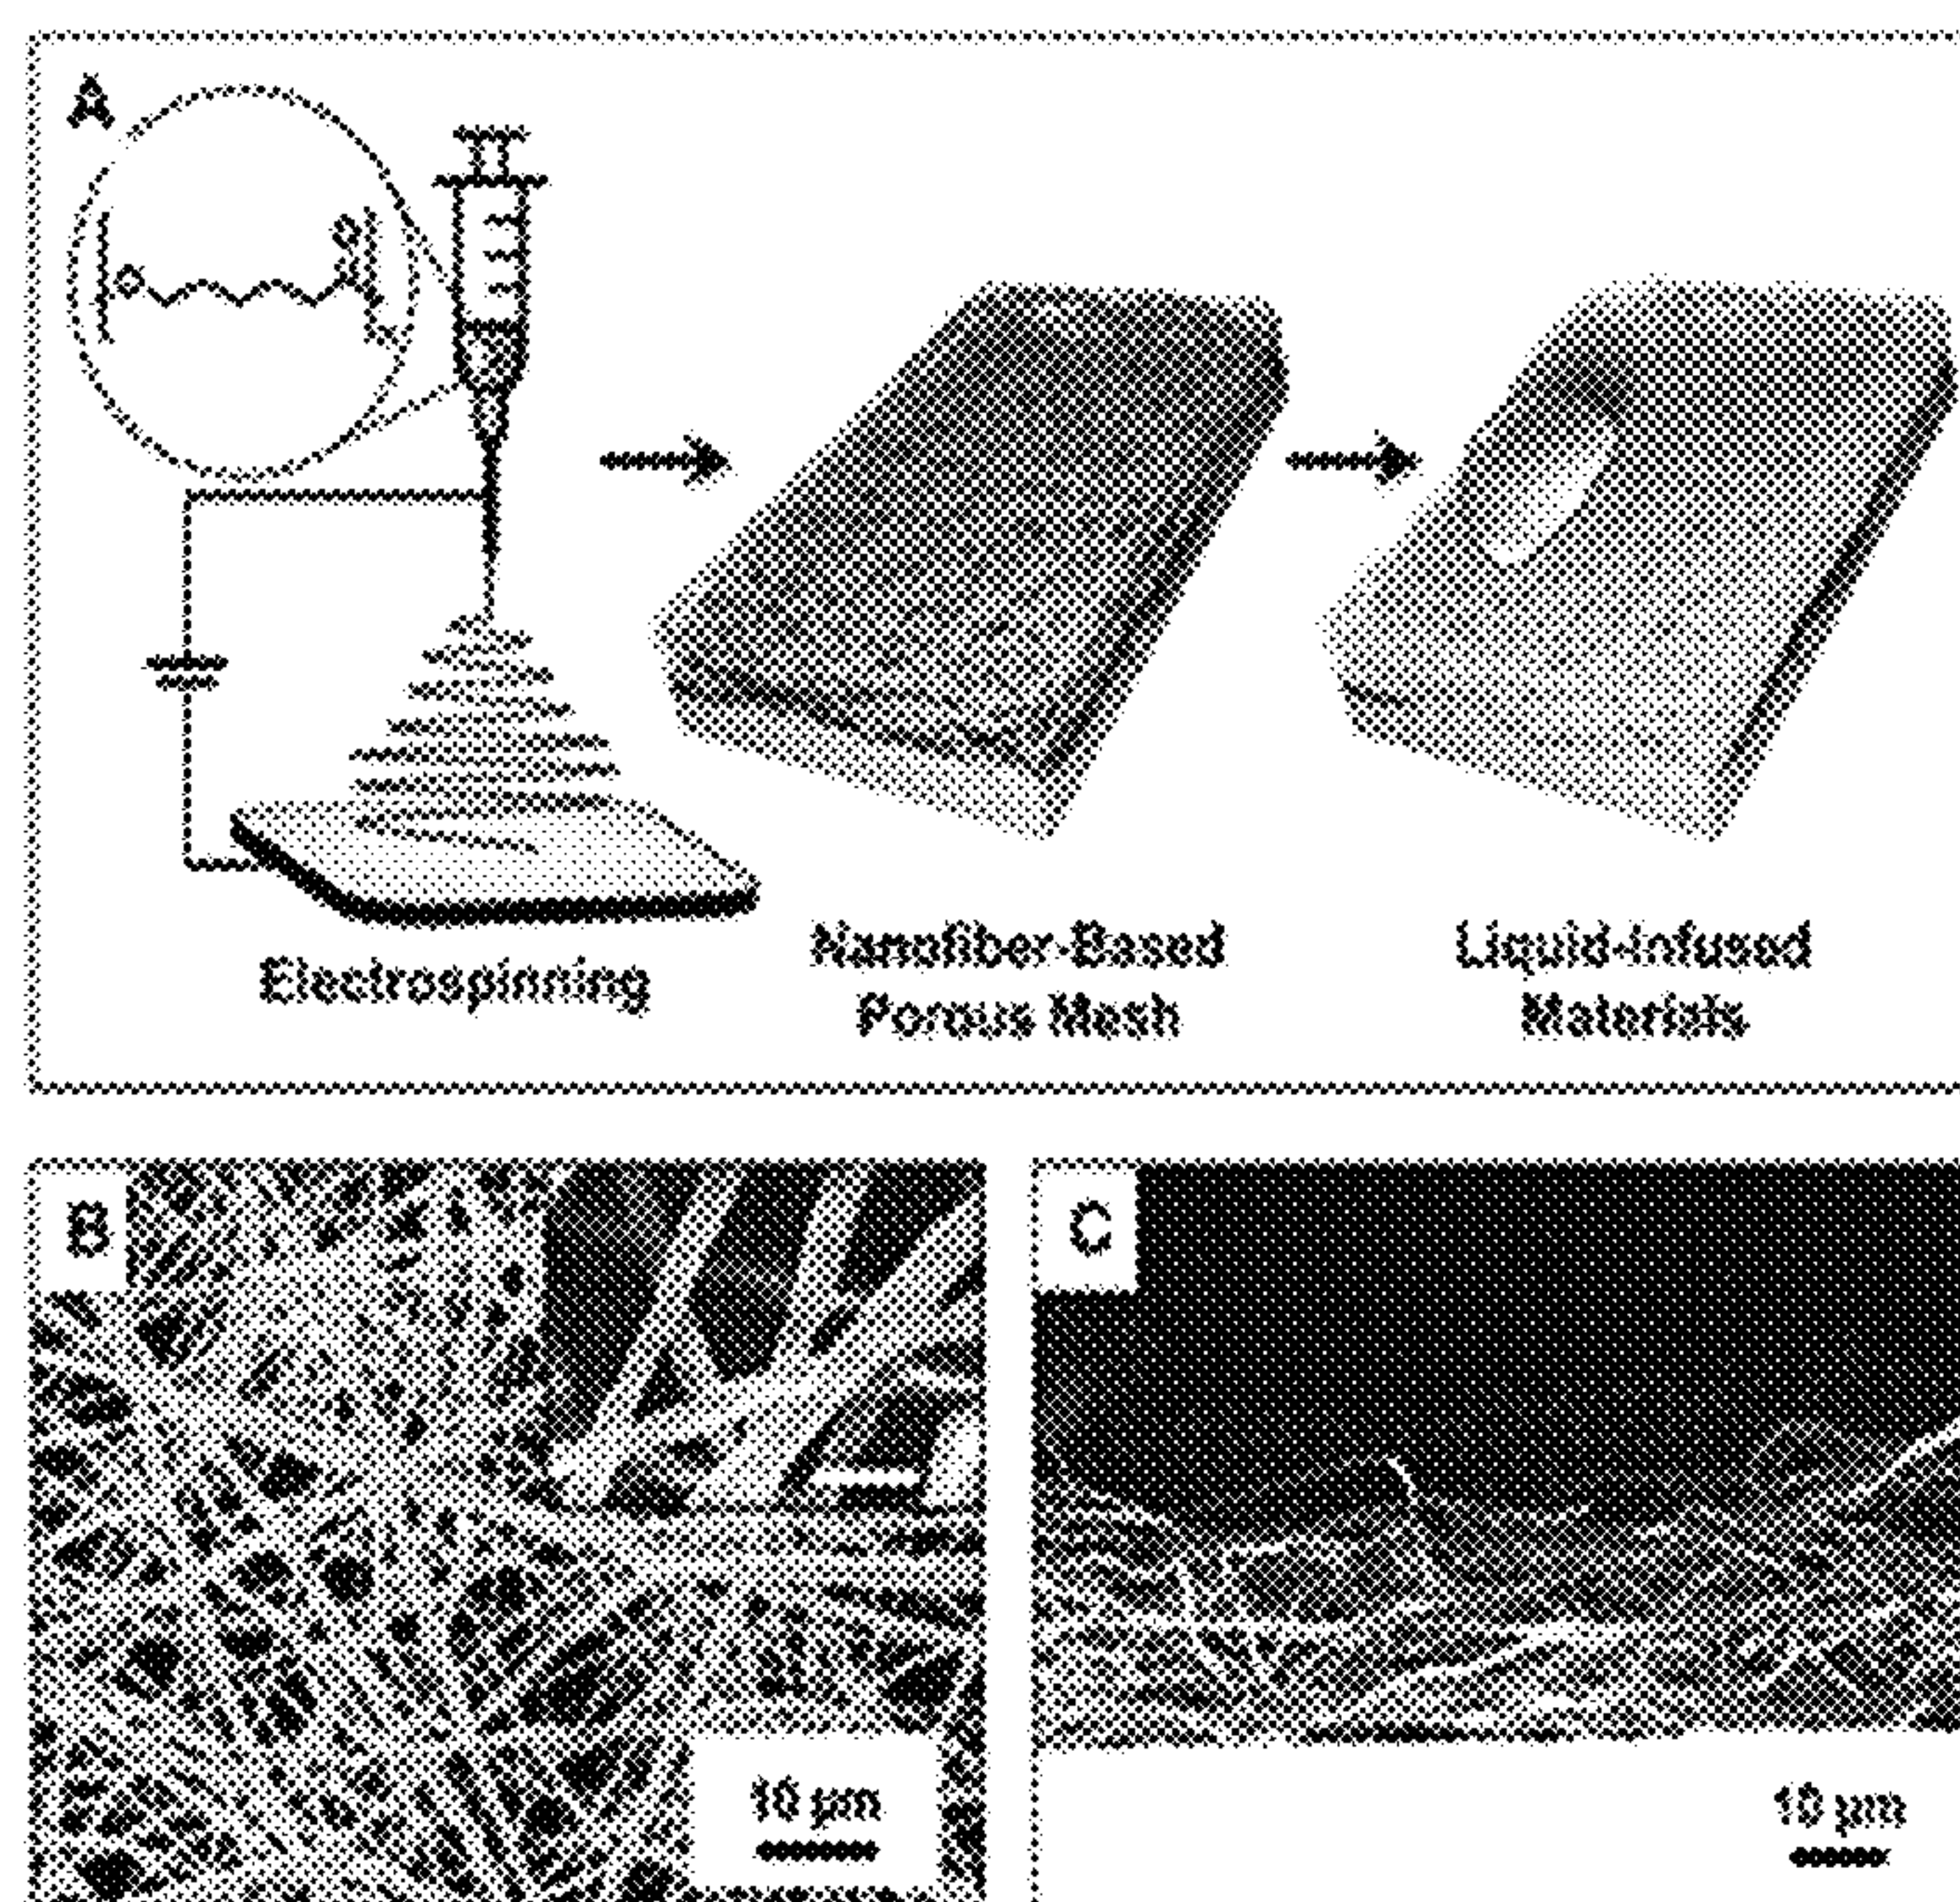 A
Electrospinning
Nanofiber-Based
Porous Mesh
Liquid-Infused
Materials
B
10 µm
C
10 µm